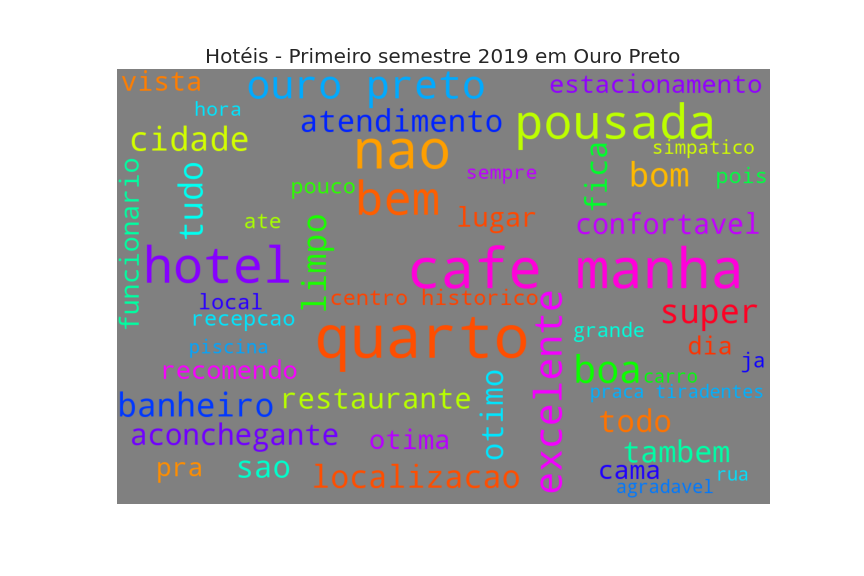 Hotéis - Primeiro semestre 2019 em Ouro Preto
vista
ouro preto
estacionamento
hora
atendimento
pousada
cidade
nao
simpatico
funcionario
tudo
pouco
bem
sempre
fica
bom
pois
ate
limpo
lugar
confortavel
hotel
cafe manha
local
centro historico
recepcao
excelente
super
piscina
quarto
grande
dia
recomendo
boa
carro
ja
banheiro
restaurante
otimo
praca tiradentes
aconchegante
otima
todo
tambem
pra
sao
localizacao
cama
rua
agradavel